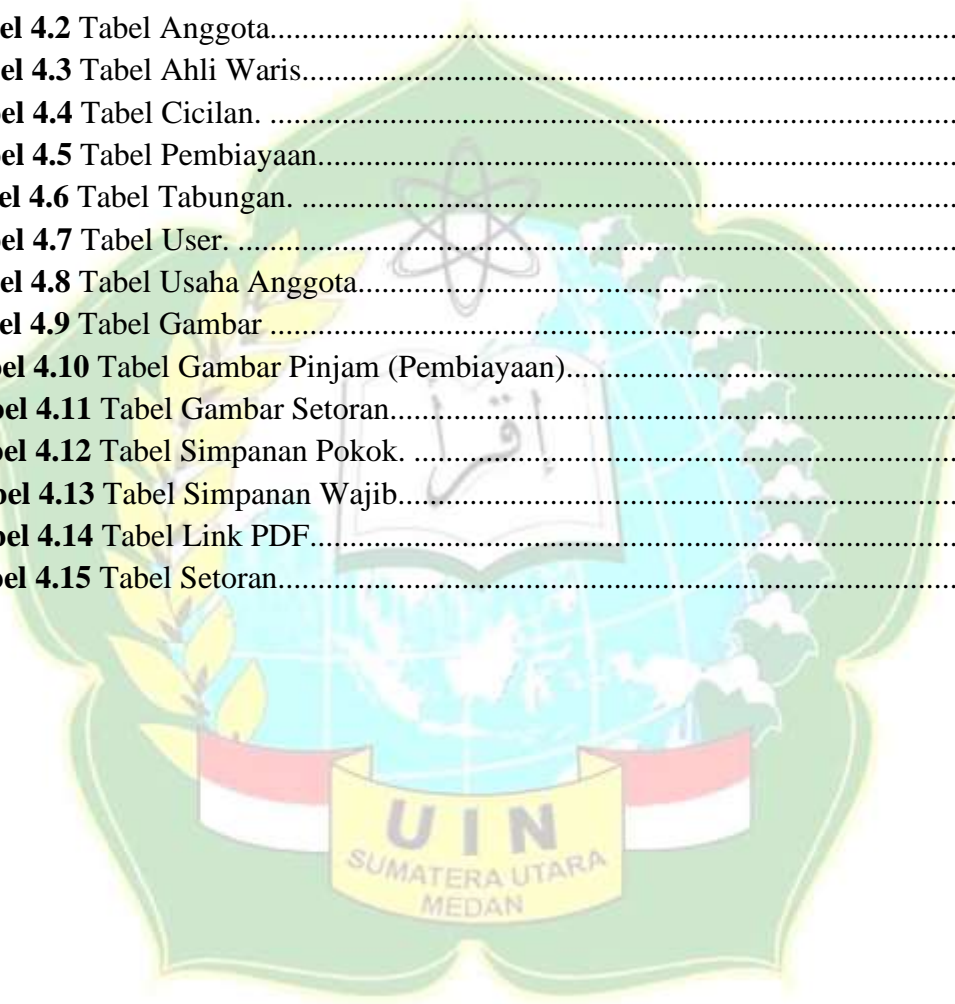 el 4.2 Tabel Anggota..........................................................................................
el 4.3 Tabel Ahli Waris......................................................................................
el 4.4 Tabel Cicilan. ..........................................................................................
el 4.5 Tabel Pembiayaan....................................................................................
el 4.6 Tabel Tabungan. ......................................................................................
el 4.7 Tabel User. ..............................................................................................
el 4.8 Tabel Usaha Anggota...............................................................................
el 4.9 Tabel Gambar ..........................................................................................
bel 4.10 Tabel Gambar Pinjam (Pembiayaan)....................................................
bel 4.11 Tabel Gambar Setoran...........................................................................
bel 4.12 Tabel Simpanan Pokok. ........................................................................
bel 4.13 Tabel Simpanan Wajib..........................................................................
bel 4.14 Tabel Link PDF.....................................................................................
bel 4.15 Tabel Setoran.........................................................................................
اقرأ
UIN
SUMATERA UTARA
MEDAN